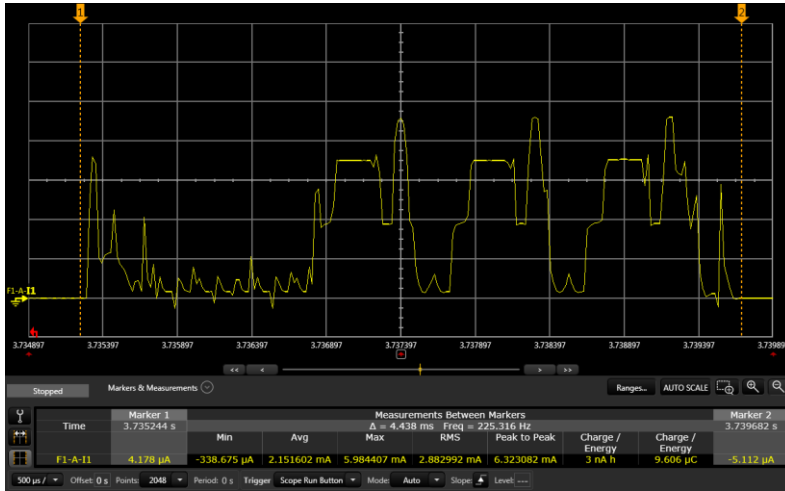 1 2
F1-A-I1
3.734897 3.735397 3.735897 3.736397 3.736897 3.737397 3.737897 3.738397 3.738897 3.739397 3.73989
<< < > >>
Stopped Markers & Measurements Ranges... AUTO SCALE
Marker 1 Measurements Between Markers Marker 2
Time 3.735244 s Δ = 4.438 ms Freq = 225.316 Hz 3.739682 s
Min Avg Max RMS Peak to Peak Charge / Energy Charge / Energy
F1-A-I1 4.178 µA -338.675 µA 2.151602 mA 5.984407 mA 2.882992 mA 6.323082 mA 3 nA h 9.606 µC -5.112 µA
500 µs / Offset: 0 s Points: 2048 Period: 0 s Trigger Scope Run Button Mode: Auto Slope: Level: ---